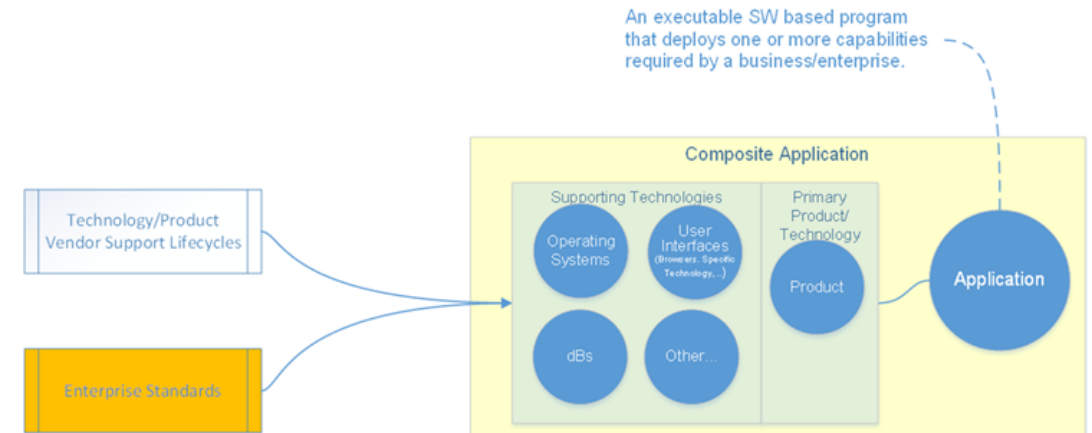 An executable SW based program
that deploys one or more capabilities
required by a business/enterprise.
Composite Application
Technology/Product
Vendor Support Lifecycles
Enterprise Standards
Supporting Technologies
Operating
Systems
User
Interfaces
(Browsers. Specific
Technology,..)
dBs
Other...
Primary
Product/
Technology
Product
Application